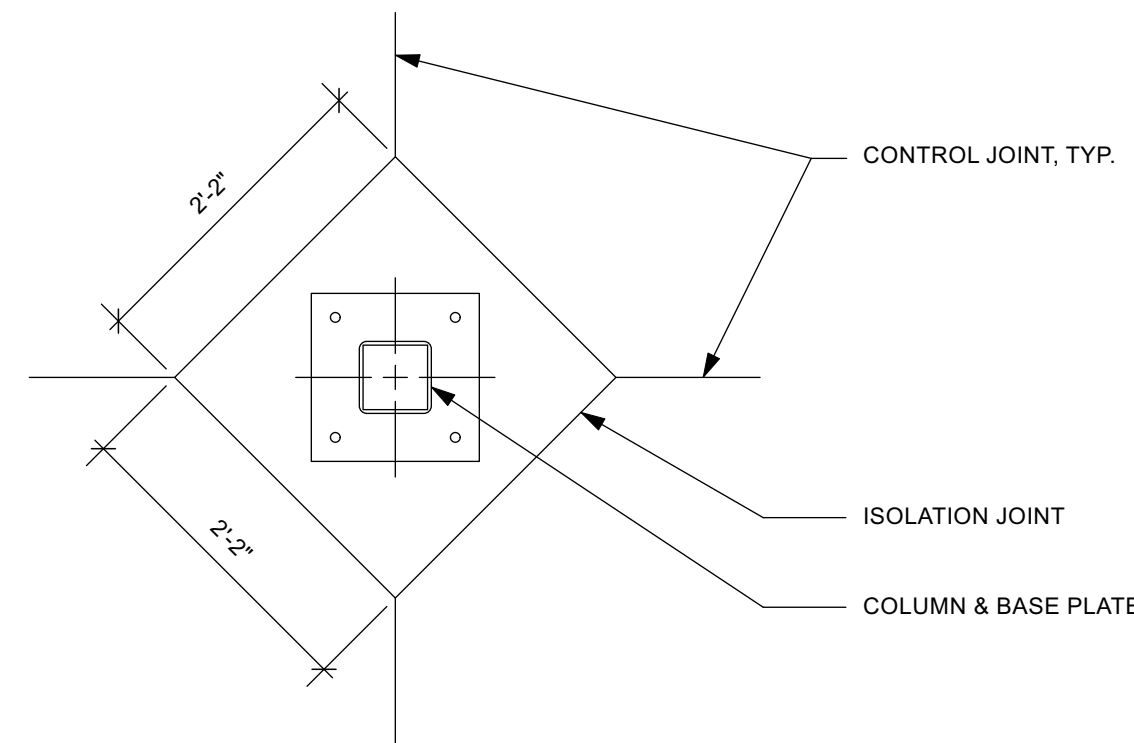 CONTROL JOINT, TYP.
2'-2"
ISOLATION JOINT
2'-2"
COLUMN & BASE PLATE